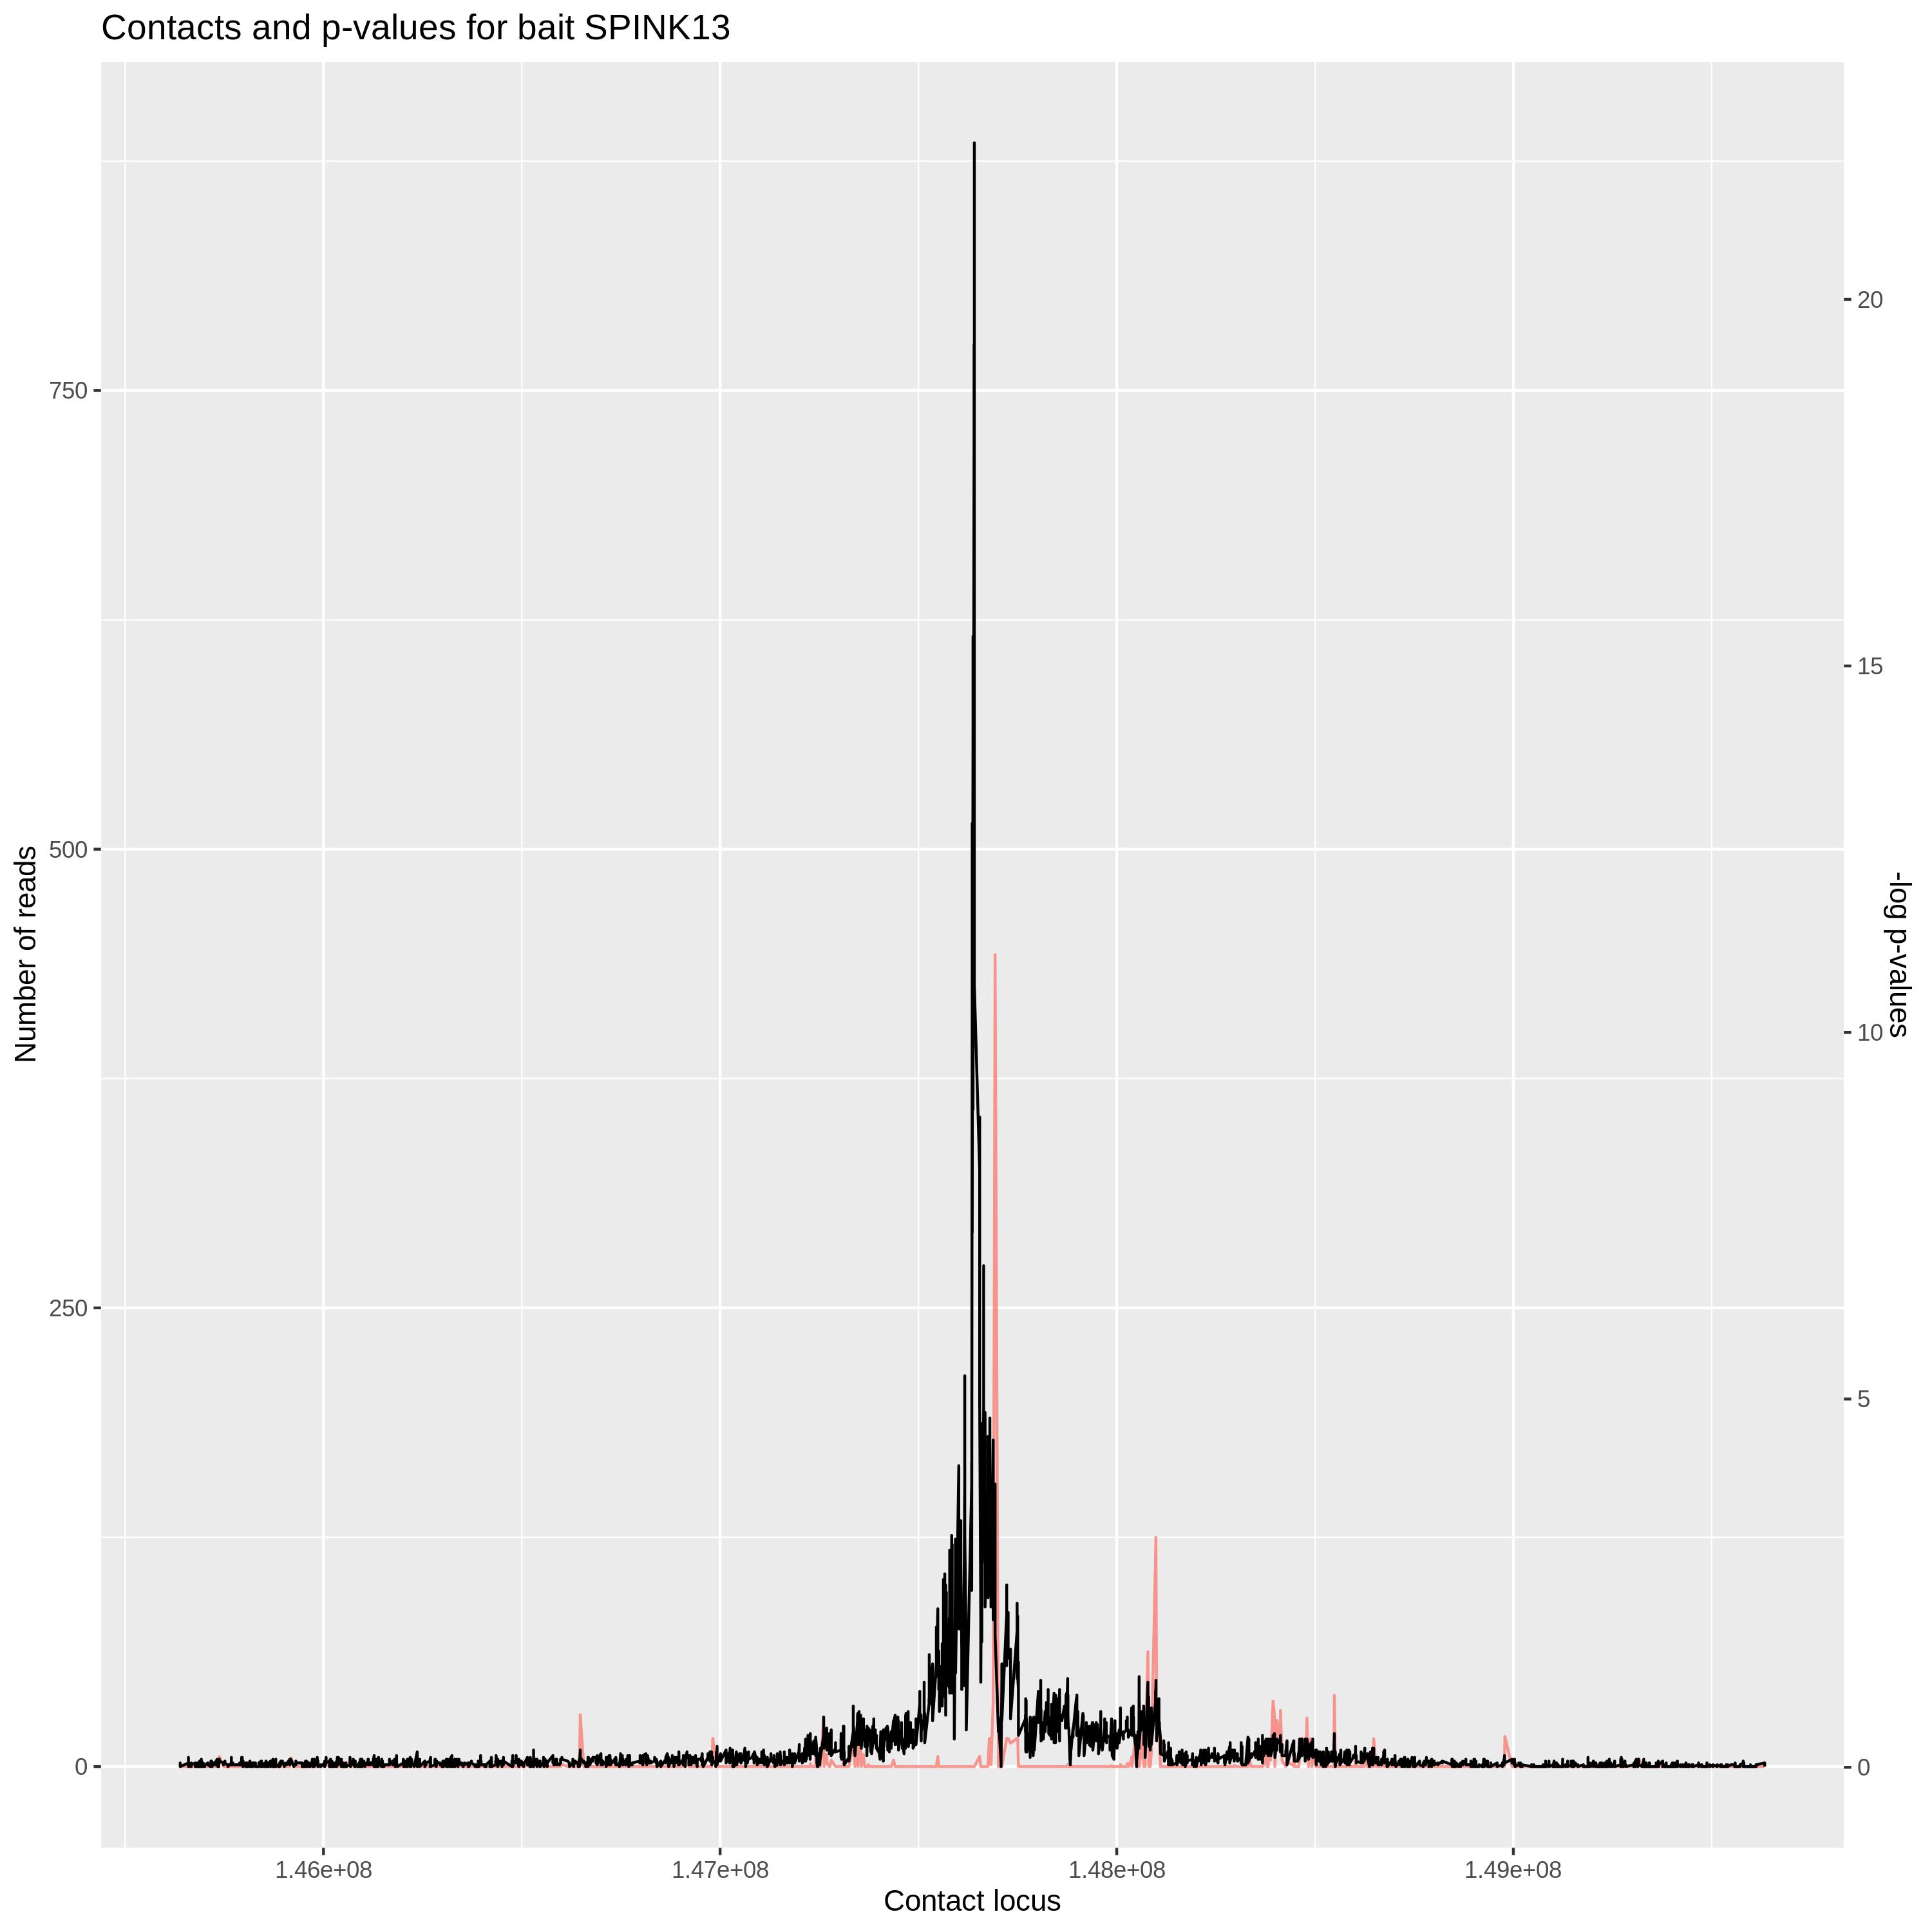 Contacts and p-values for bait SPINK13
Number of reads
750
500
250
0
-log p-values
20
15
10
5
0
1.46e+08
1.47e+08
1.48e+08
1.49e+08
Contact locus